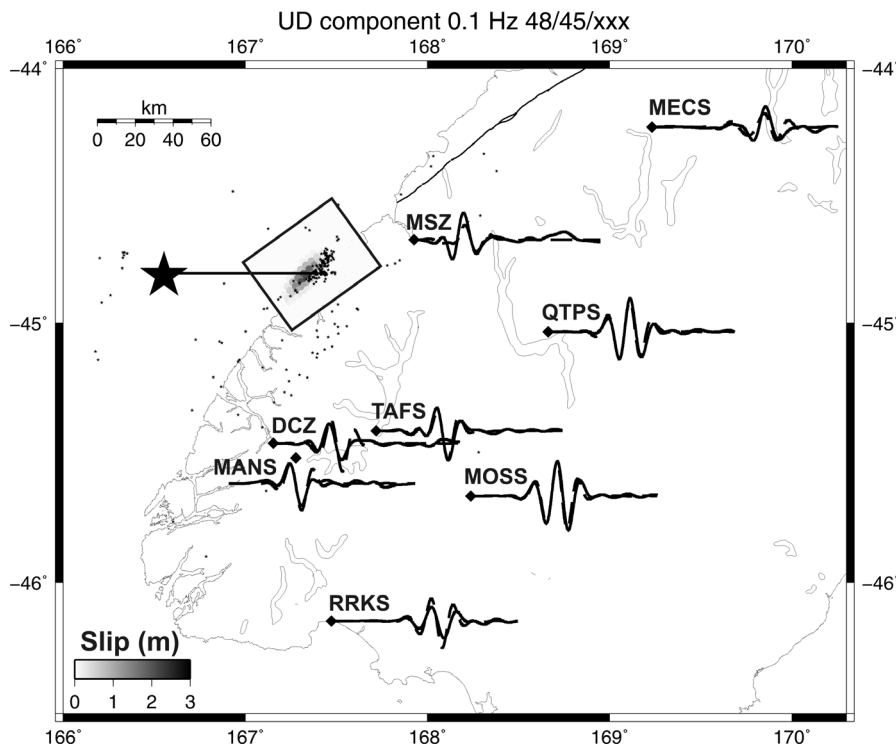 UD component 0.1 Hz 48/45/xxx
166˚ 167˚ 168˚ 169˚ 170˚
−44˚ −44˚
km
0 20 40 60
MECS
MSZ
QTPS
−45˚ −45˚
TAFS
DCZ
MANS
MOSS
−46˚ −46˚
RRKS
Slip (m)
0 1 2 3
166˚ 167˚ 168˚ 169˚ 170˚